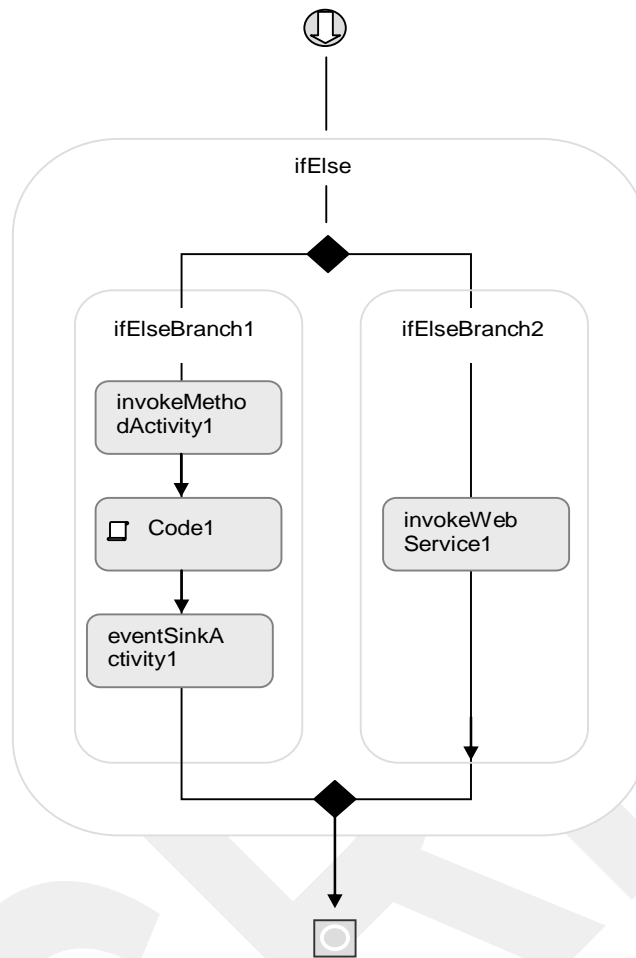 ifElse
ifElseBranch1
ifElseBranch2
invokeMetho
dActivity1
Code1
invokeWeb
Service1
eventSinkA
ctivity1